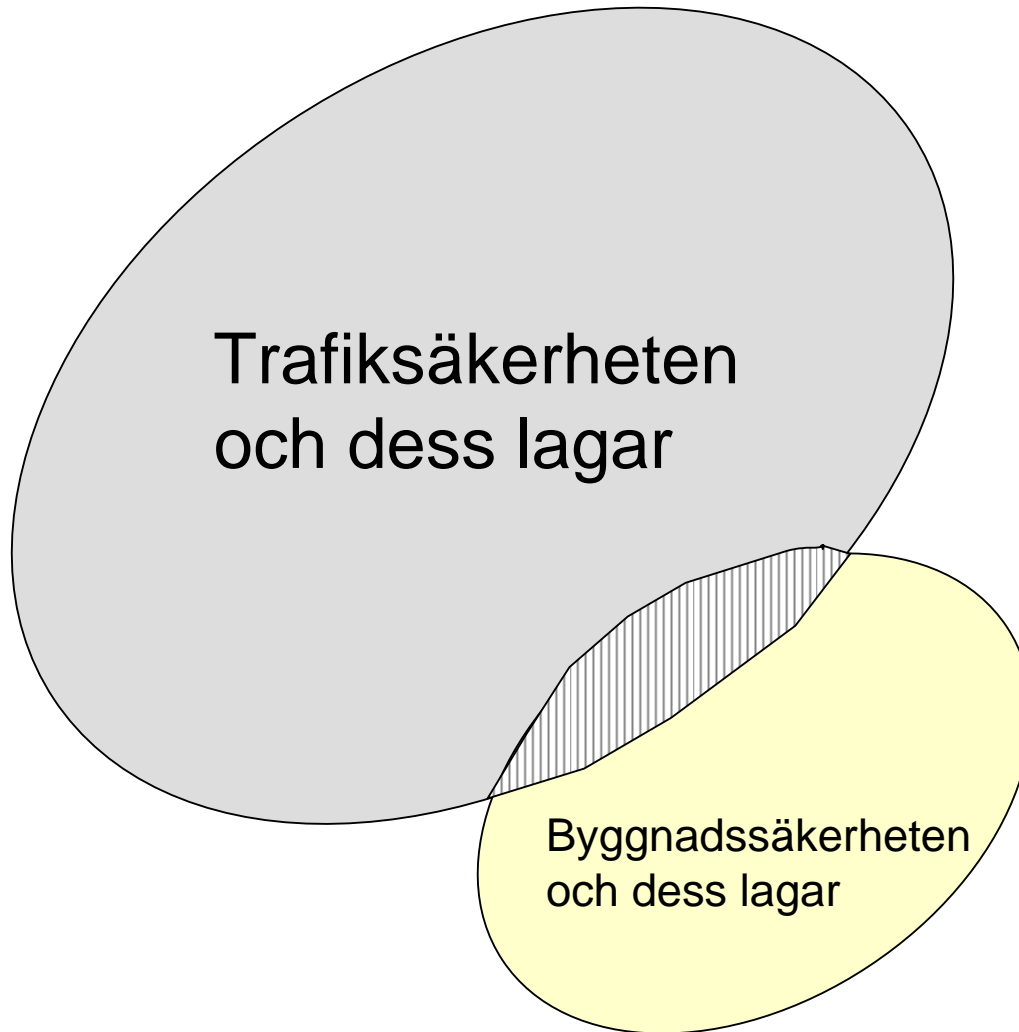 Trafiksäkerheten
och dess lagar
Byggnadssäkerheten
och dess lagar